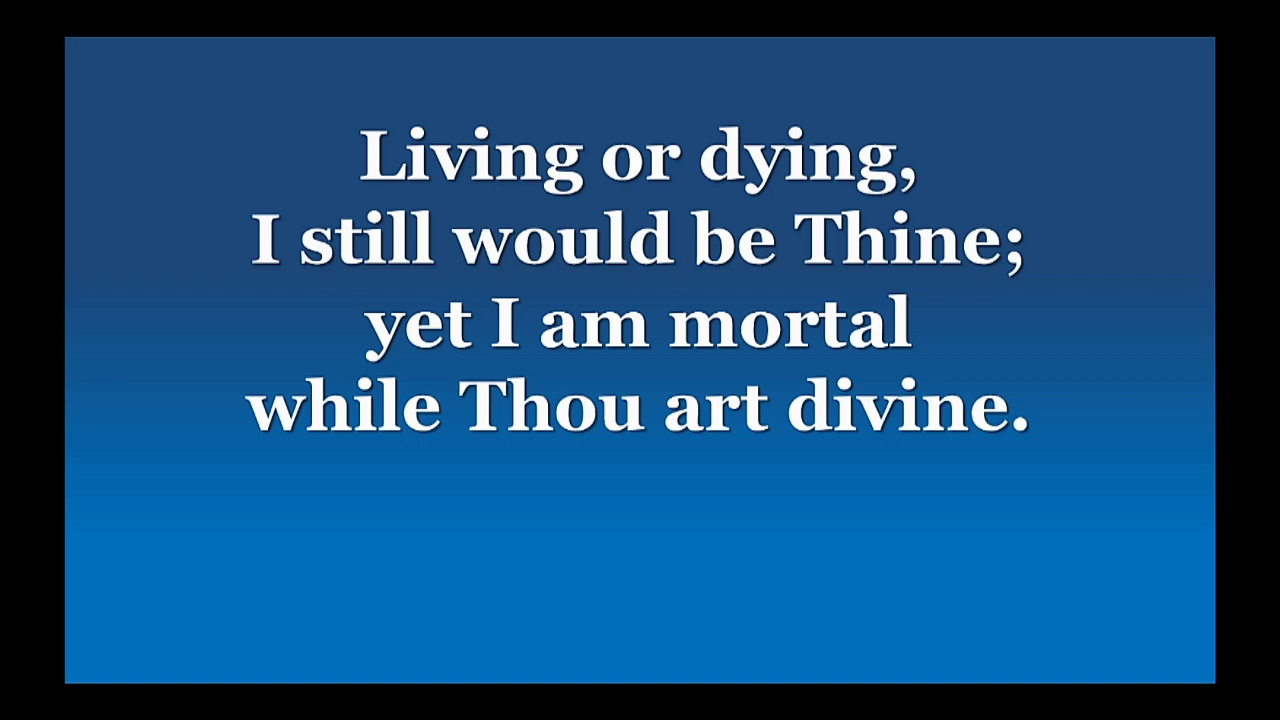 Living or dying,
I still would be Thine;
yet I am mortal
while Thou art divine.